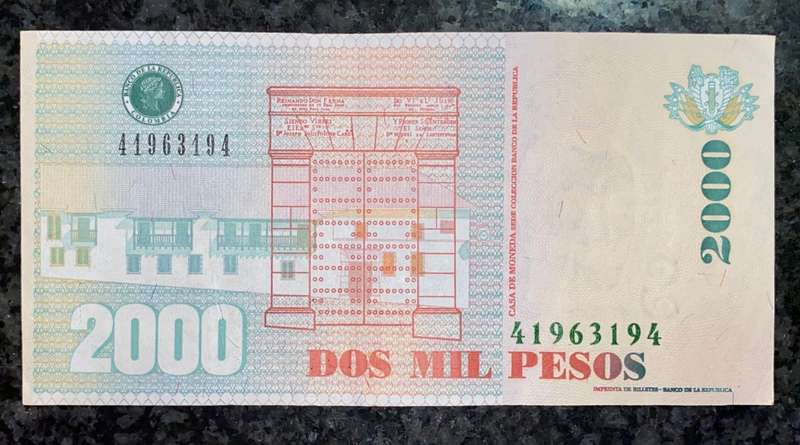 BANCO DE LA REPUBLICA
COLOMBIA
41963194
REINANDO DON
SIENDO VIRREI
CASA DE MONEDA SEDE COLECCION BANCO DE LA REPUBLICA
2000
41963194
2000
DOS MIL PESOS
IMPRENTA DE BILLETES - BANCO DE LA REPUBLICA